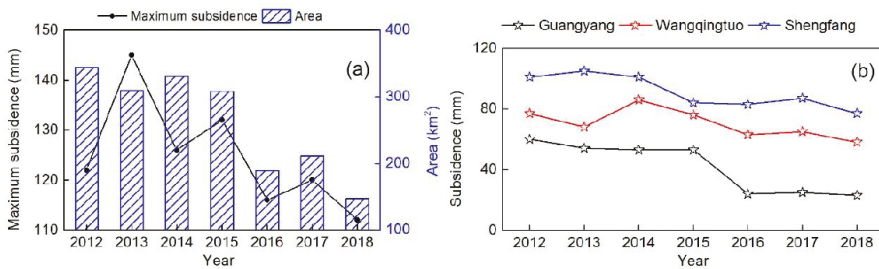 Maximum subsidence Area
150
140
130
120
110
Maximum subsidence (mm)
400
300
200
100
Area (km²)
(a)
2012 2013 2014 2015 2016 2017 2018
Year
Guangyang Wangqingtuo Shengfang
120
80
40
0
Subsidence (mm)
(b)
2012 2013 2014 2015 2016 2017 2018
Year